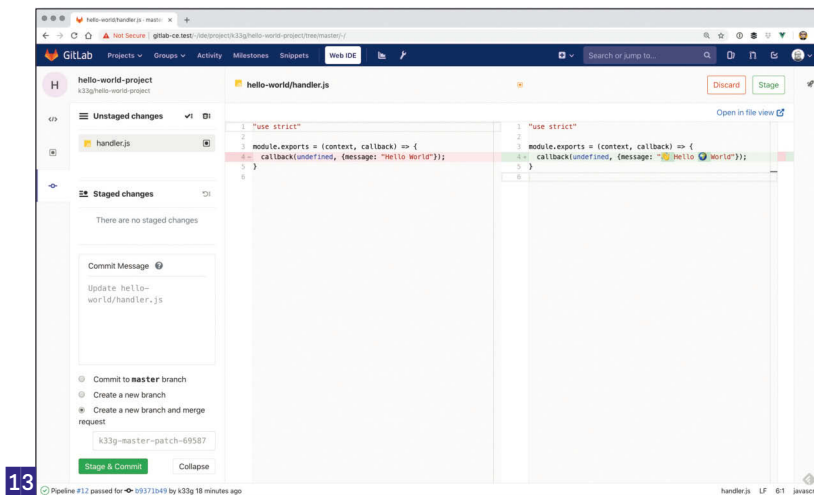 hello-world/handler.js - master
Not Secure | gitlab-ce.test/-/ide/project/k33g/hello-world-project/tree/master/-/
GitLab Projects Groups Activity Milestones Snippets Web IDE Search or jump to...
H hello-world-project
k33g/hello-world-project
hello-world/handler.js
Discard Stage
Open in file view
Unstaged changes
handler.js
Staged changes
There are no staged changes
Commit Message
Update hello-
world/handler.js
Commit to master branch
Create a new branch
Create a new branch and merge
request
k33g-master-patch-69587
Stage & Commit Collapse
1 "use strict"
2
3 module.exports = (context, callback) => {
4 callback(undefined, {message: "Hello World"});
5 }
6
1 "use strict"
2
3 module.exports = (context, callback) => {
4 callback(undefined, {message: "👋 Hello 🌍 World"});
5 }
6
13
Pipeline #12 passed for b9371b49 by k33g 18 minutes ago
handler.js LF 6:1 javascr